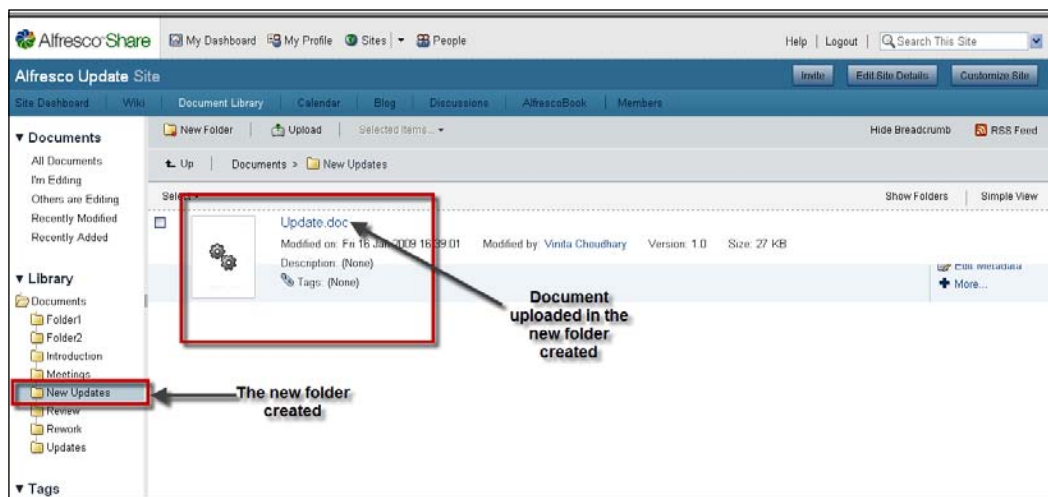 Alfresco Share My Dashboard My Profile Sites People Help Logout Search This Site
Alfresco Update Site Invite Edit Site Details Customize Site
Site Dashboard Wiki Document Library Calendar Blog Discussions AlfrescoBook Members
Documents
All Documents
I'm Editing
Others are Editing
Recently Modified
Recently Added
Library
Documents
Folder1
Folder2
Introduction
Meetings
New Updates
Review
Rework
Updates
Tags
New Folder Upload Selected Items... Hide Breadcrumb RSS Feed
Up Documents > New Updates
Select Show Folders Simple View
Update.doc
Modified on: Fri 16 Jan 2009 16:39:01 Modified by: Vinita Choudhary Version: 1.0 Size: 27 KB
Description: (None)
Tags: (None)
Edit Metadata
More...
Document
uploaded in the
new folder
created
The new folder
created